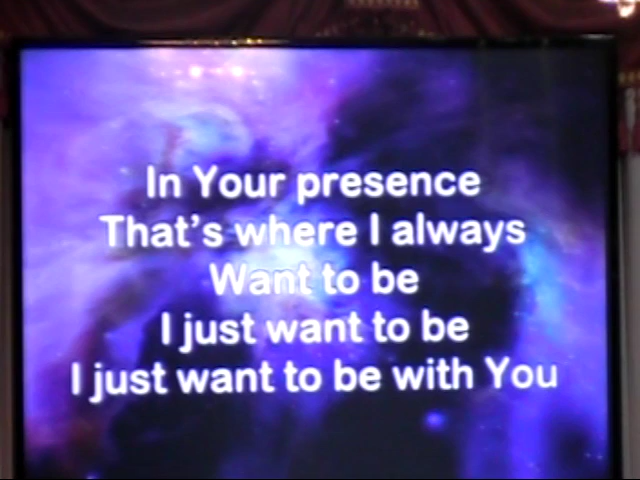 In Your presence
That's where I always
Want to be
I just want to be
I just want to be with You